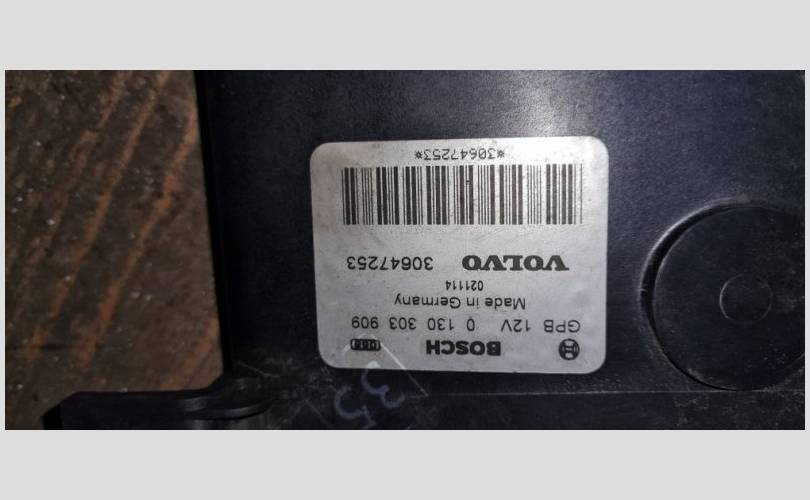 BOSCH
GPB 12V 0 130 303 909
Made in Germany
021114
VOLVO 30647253
*30647253*